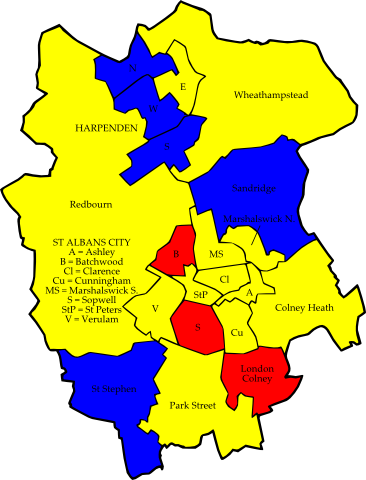 N
E
Wheathampstead
W
HARPENDEN
S
Sandridge
Redbourn
Marshalswick N.
ST ALBANS CITY
A = Ashley
B = Batchwood
Cl = Clarence
Cu = Cunningham
MS = Marshalswick S.
S = Sopwell
StP = St Peters
V = Verulam
B
MS
Cl
StP
A
V
Colney Heath
S
Cu
London
Colney
St Stephen
Park Street